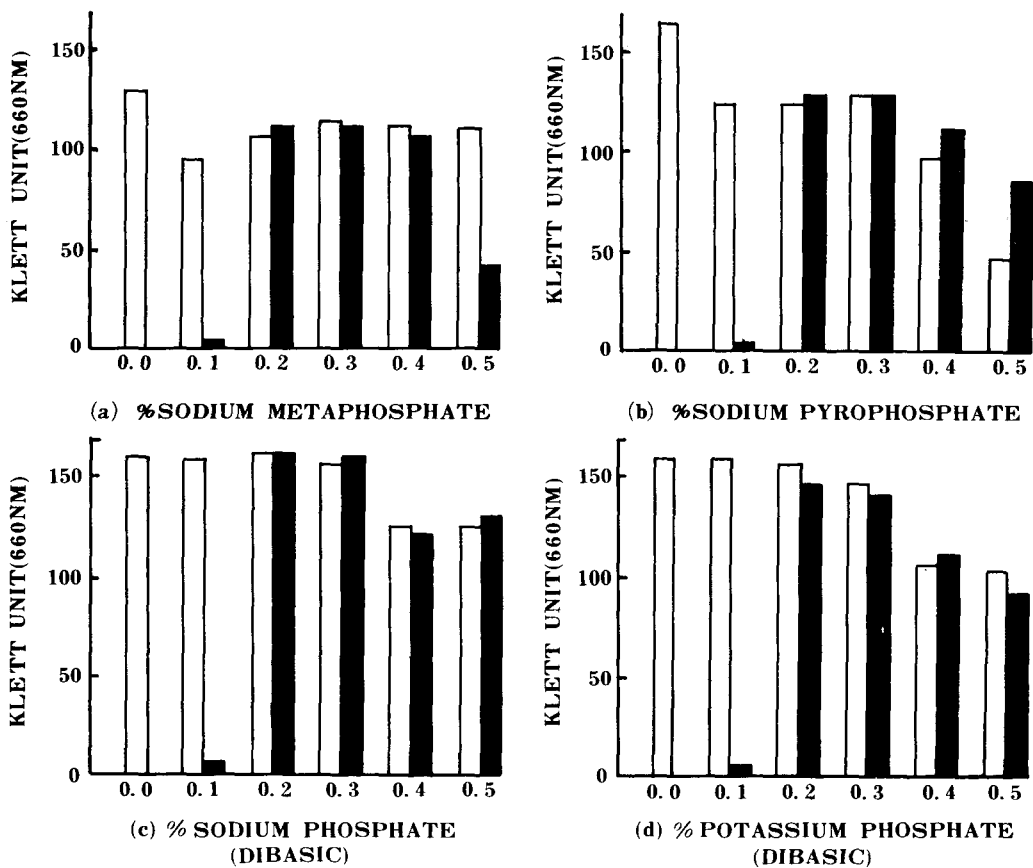 KLETT UNIT(660NM)
150
100
50
0
0.0 0.1 0.2 0.3 0.4 0.5
(a) %SODIUM METAPHOSPHATE
KLETT UNIT(660NM)
150
100
50
0
0.0 0.1 0.2 0.3 0.4 0.5
(b) %SODIUM PYROPHOSPHATE
KLETT UNIT(660NM)
150
100
50
0
0.0 0.1 0.2 0.3 0.4 0.5
(c) % SODIUM PHOSPHATE
(DIBASIC)
KLETT UNIT(660NM)
150
100
50
0
0.0 0.1 0.2 0.3 0.4 0.5
(d) % POTASSIUM PHOSPHATE
(DIBASIC)